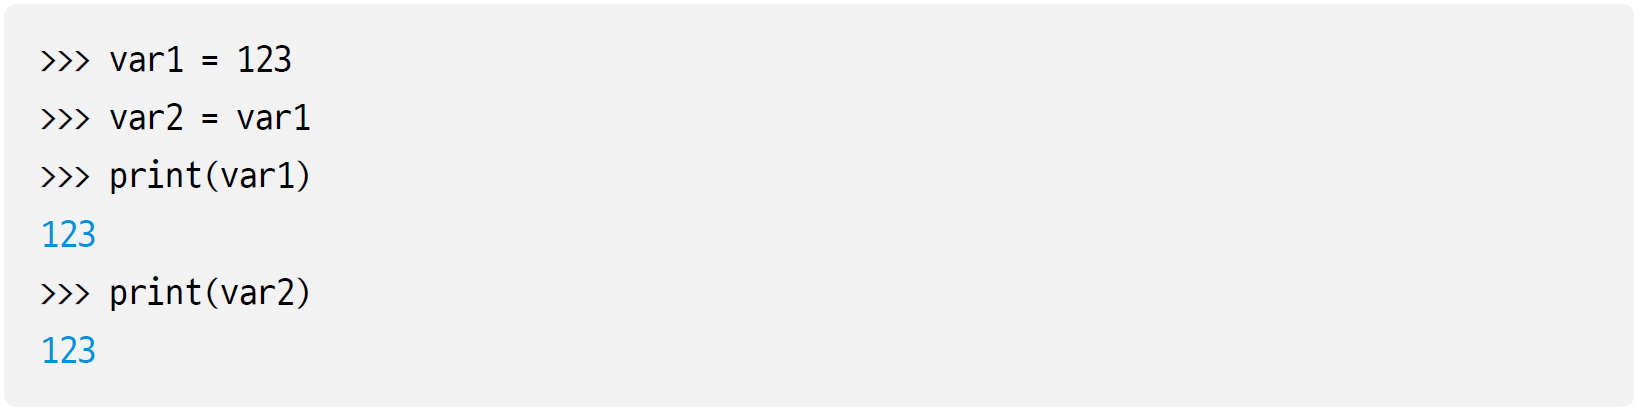 >>> var1 = 123
>>> var2 = var1
>>> print(var1)
123
>>> print(var2)
123